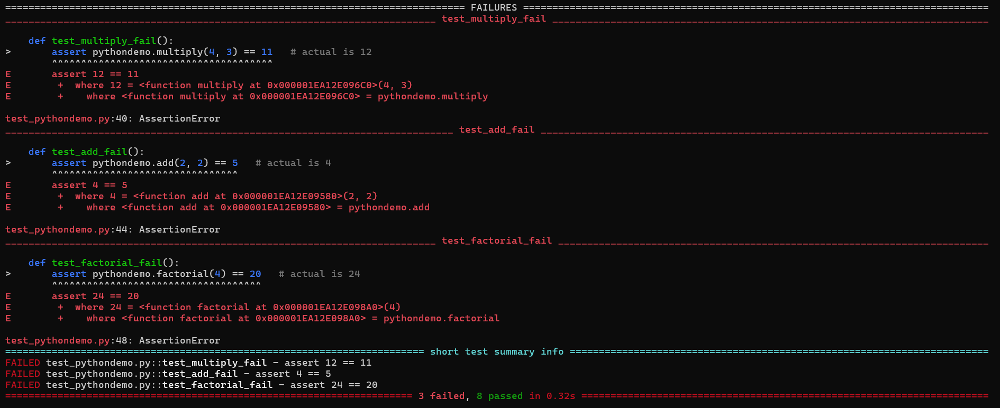 =============================================================================== FAILURES ================================================================================
__________________________________________________________________________ test_multiply_fail ___________________________________________________________________________
    def test_multiply_fail():
>       assert pythondemo.multiply(4, 3) == 11   # actual is 12
        ^^^^^^^^^^^^^^^^^^^^^^^^^^^^^^^^^^^^^^
E       assert 12 == 11
E        +  where 12 = <function multiply at 0x000001EA12E096C0>(4, 3)
E        +    where <function multiply at 0x000001EA12E096C0> = pythondemo.multiply
test_pythondemo.py:40: AssertionError
_____________________________________________________________________________ test_add_fail _____________________________________________________________________________
    def test_add_fail():
>       assert pythondemo.add(2, 2) == 5   # actual is 4
        ^^^^^^^^^^^^^^^^^^^^^^^^^^^^^^^^
E       assert 4 == 5
E        +  where 4 = <function add at 0x000001EA12E09580>(2, 2)
E        +    where <function add at 0x000001EA12E09580> = pythondemo.add
test_pythondemo.py:44: AssertionError
__________________________________________________________________________ test_factorial_fail __________________________________________________________________________
    def test_factorial_fail():
>       assert pythondemo.factorial(4) == 20   # actual is 24
        ^^^^^^^^^^^^^^^^^^^^^^^^^^^^^^^^^^^^
E       assert 24 == 20
E        +  where 24 = <function factorial at 0x000001EA12E098A0>(4)
E        +    where <function factorial at 0x000001EA12E098A0> = pythondemo.factorial
test_pythondemo.py:48: AssertionError
======================================================================== short test summary info ========================================================================
FAILED test_pythondemo.py::test_multiply_fail - assert 12 == 11
FAILED test_pythondemo.py::test_add_fail - assert 4 == 5
FAILED test_pythondemo.py::test_factorial_fail - assert 24 == 20
====================================================================== 3 failed, 8 passed in 0.32s ======================================================================